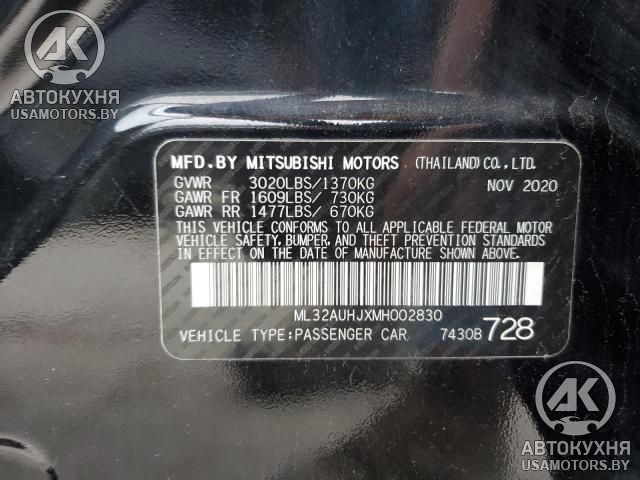 AK
АВТОКУХНЯ
USAMOTORS.BY
MFD.BY MITSUBISHI MOTORS (THAILAND)CO.,LTD.
GVWR 3020LBS/1370KG NOV 2020
GAWR FR 1609LBS/ 730KG
GAWR RR 1477LBS/ 670KG
THIS VEHICLE CONFORMS TO ALL APPLICABLE FEDERAL MOTOR
VEHICLE SAFETY, BUMPER, AND THEFT PREVENTION STANDARDS
IN EFFECT ON THE DATE OF MANUFACTURE SHOWN ABOVE.
ML32AUHJXMH002830
VEHICLE TYPE:PASSENGER CAR 7430B 728
AK
АВТОКУХНЯ
USAMOTORS.BY